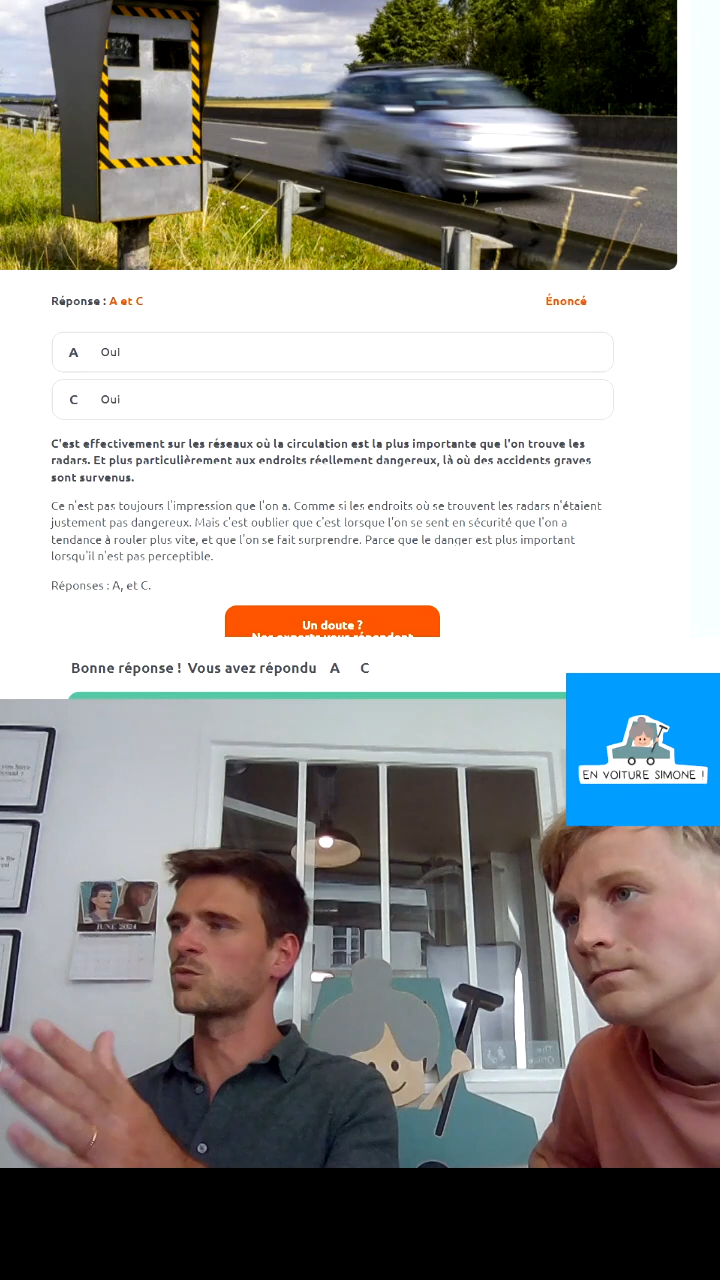 Réponse : A et C
Énoncé
A Oui
C Oui
C'est effectivement sur les réseaux où la circulation est la plus importante que l'on trouve les
radars. Et plus particulièrement aux endroits réellement dangereux, là où des accidents graves
sont survenus.
Ce n'est pas toujours l'impression que l'on a. Comme si les endroits où se trouvent les radars n'étaient
justement pas dangereux. Mais c'est oublier que c'est lorsque l'on se sent en sécurité que l'on a
tendance à rouler plus vite, et que l'on se fait surprendre. Parce que le danger est plus important
lorsqu'il n'est pas perceptible.
Réponses : A, et C.
Un doute ?
Nos experts vous répondent
Bonne réponse ! Vous avez répondu A C
EN VOITURE SIMONE !
JUNE 2024